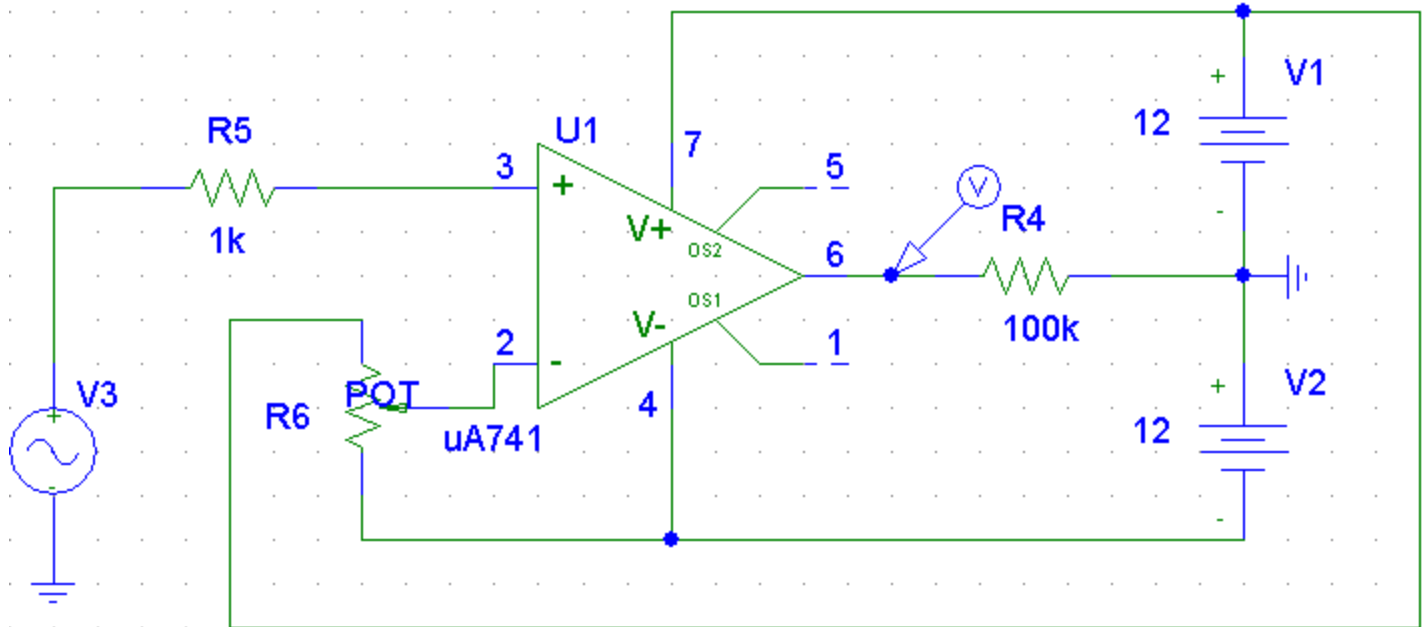 V1
+
12
-
R5
1k
U1
3
+
7
5
V+
OS2
6
V
R4
100k
OS1
V-
2
-
1
4
POT
R6
uA741
V3
+
-
V2
+
12
-